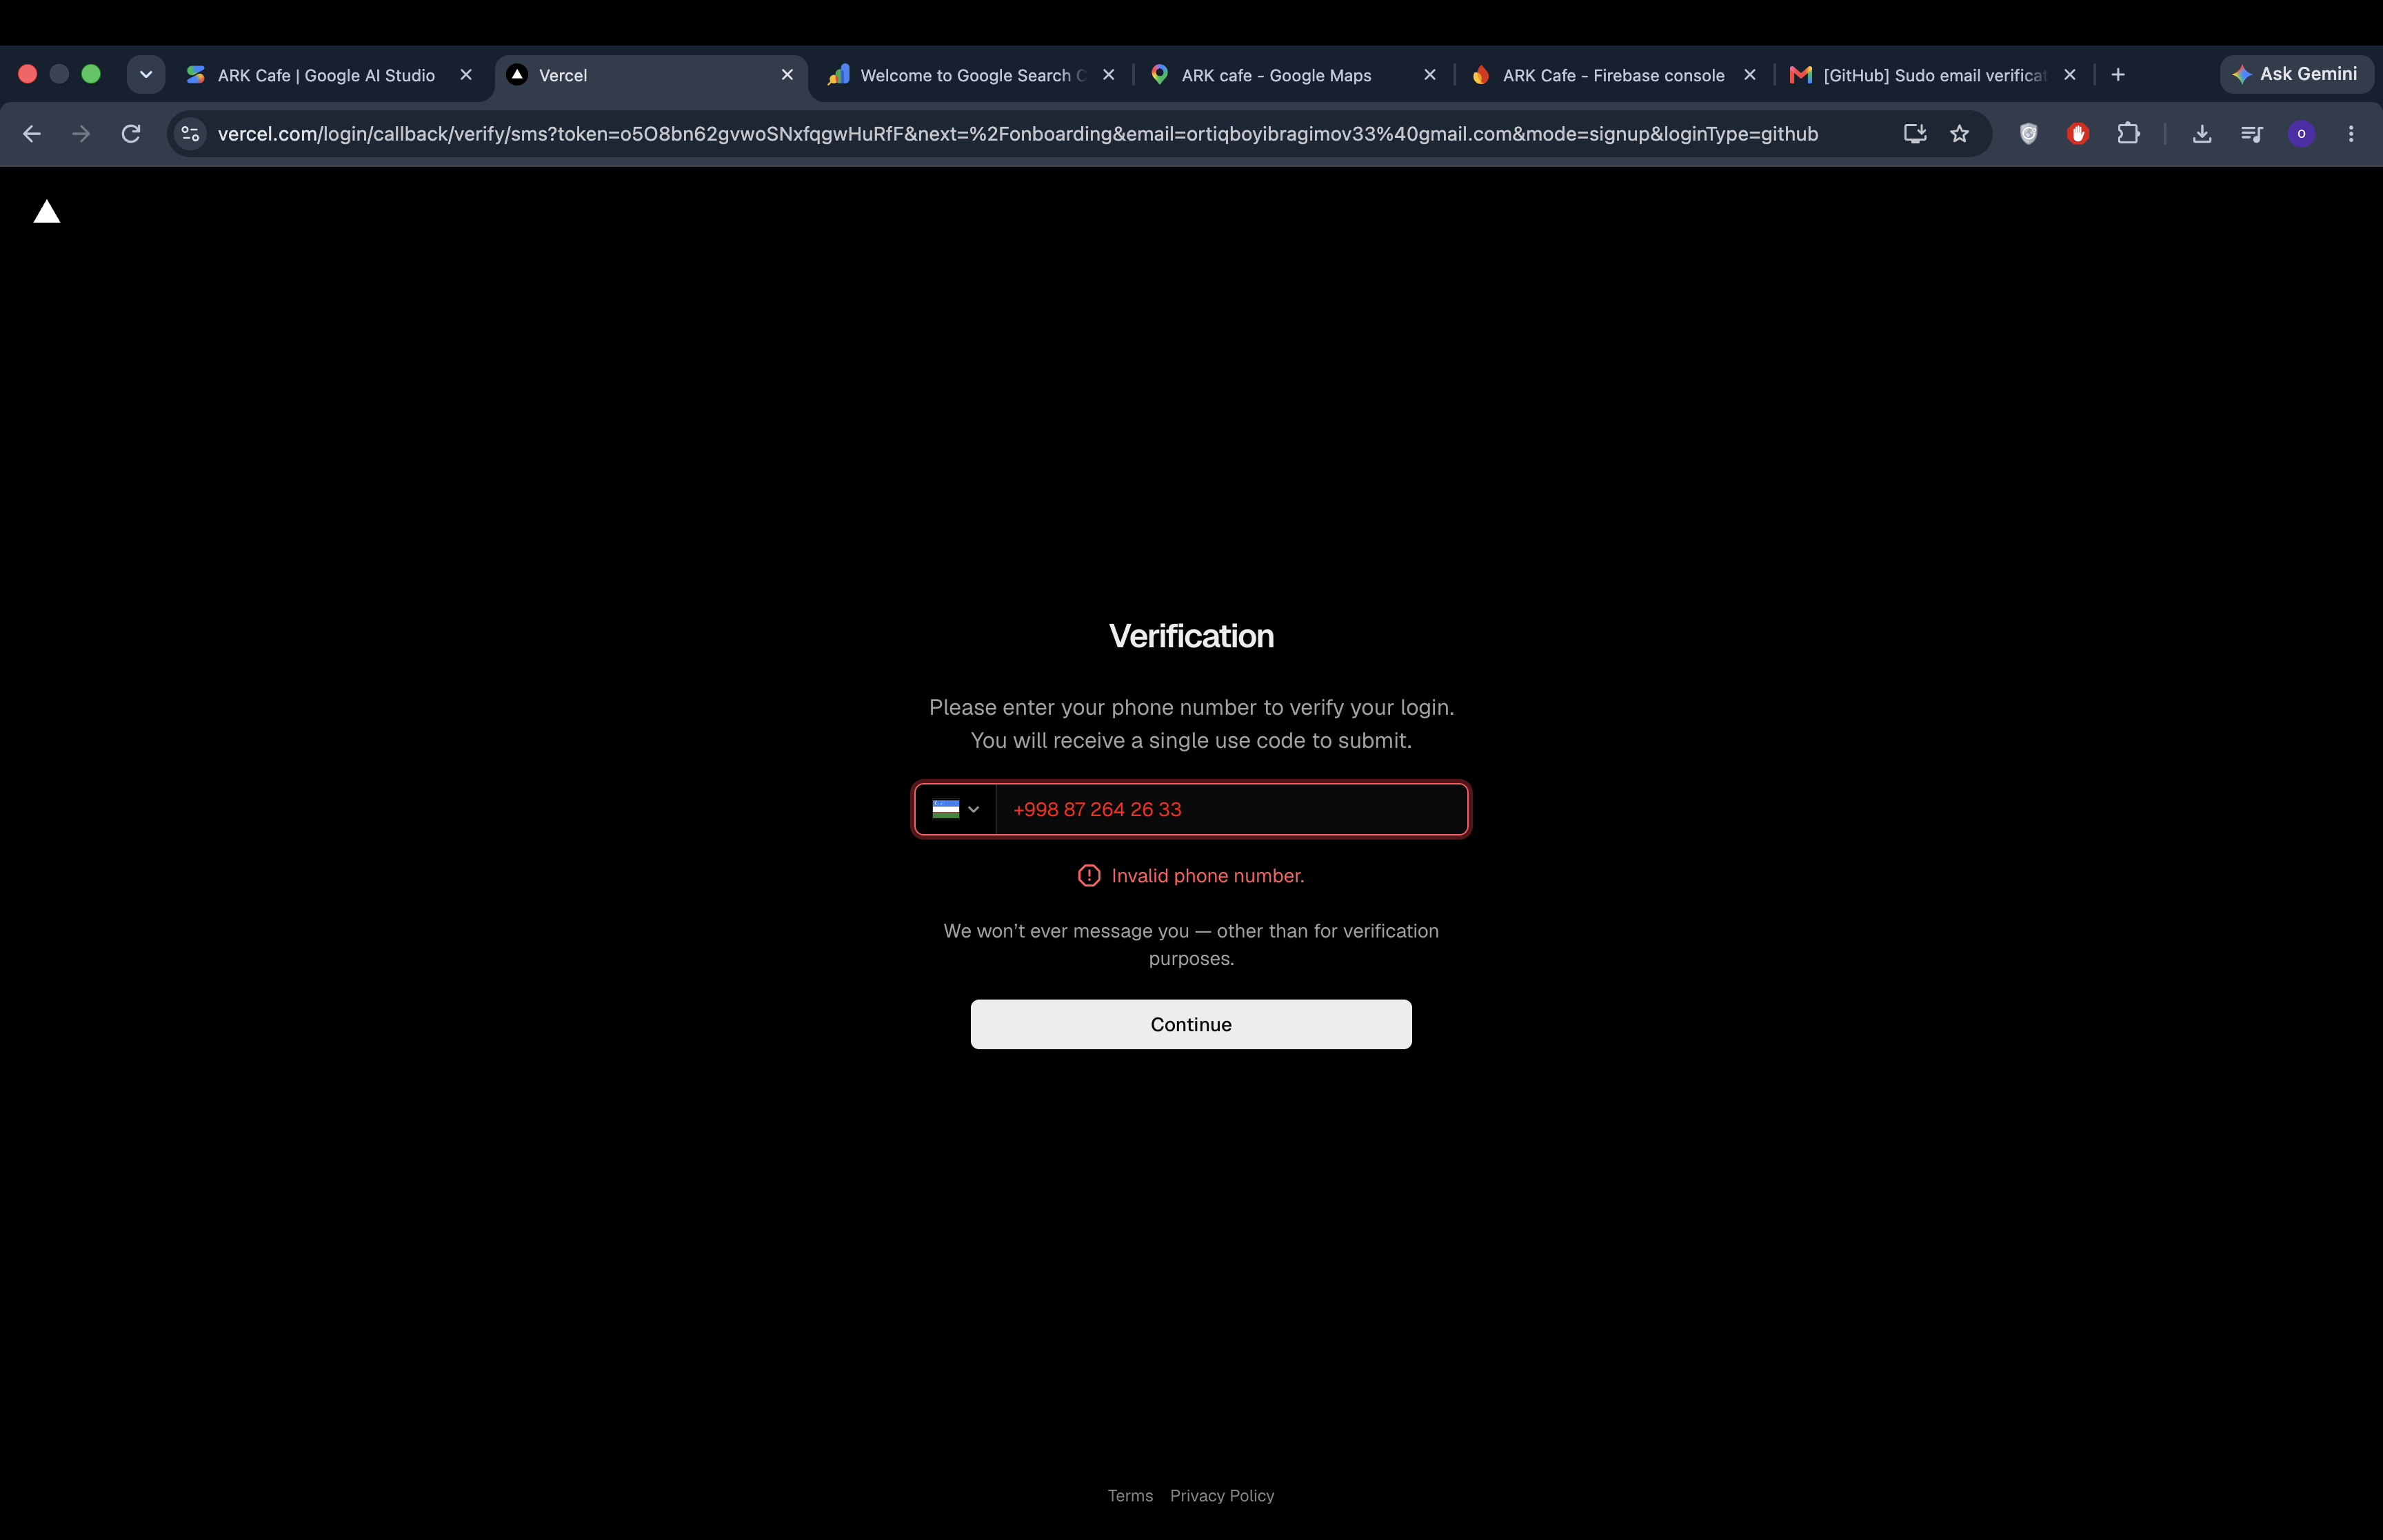 ARK Cafe | Google AI Studio
Vercel
Welcome to Google Search
ARK cafe - Google Maps
ARK Cafe - Firebase console
[GitHub] Sudo email verificat
Ask Gemini
vercel.com/login/callback/verify/sms?token=o5O8bn62gvwoSNxfqgwHuRfF&next=%2Fonboarding&email=ortiqboyibragimov33%40gmail.com&mode=signup&loginType=github
o
Verification
Please enter your phone number to verify your login.
You will receive a single use code to submit.
+998 87 264 26 33
Invalid phone number.
We won’t ever message you — other than for verification
purposes.
Continue
Terms Privacy Policy